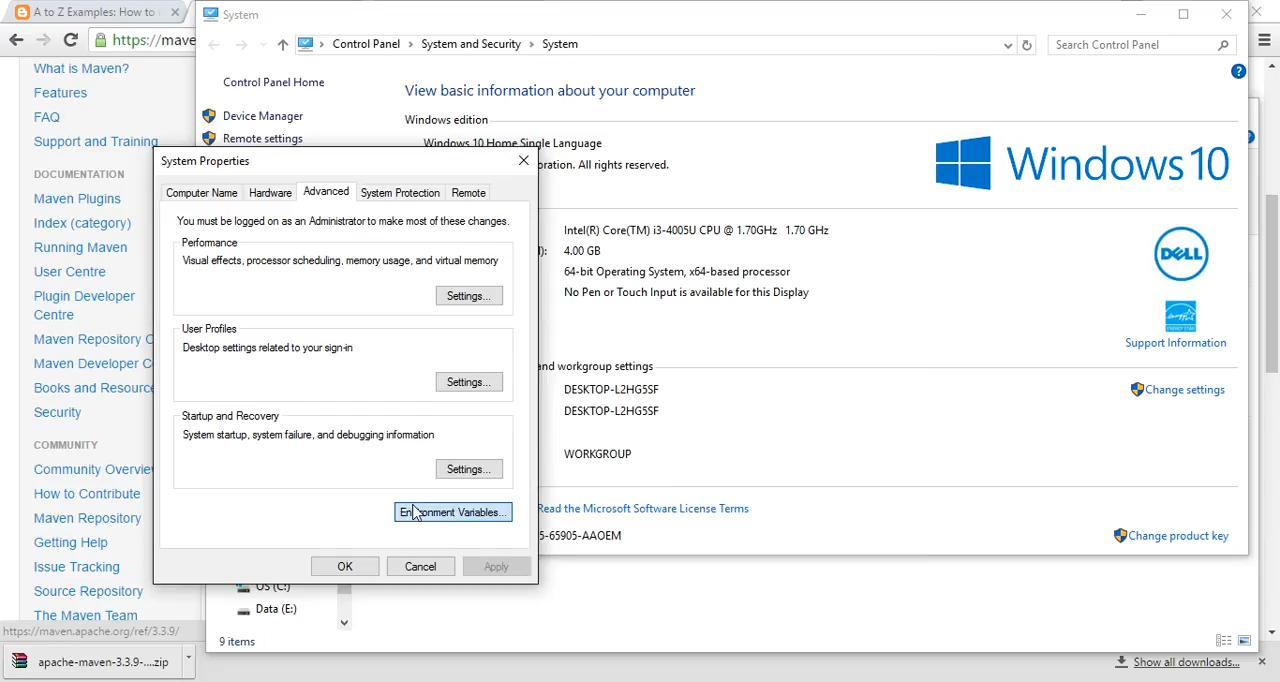 A to Z Examples: How to
https://mave
What is Maven?
Features
FAQ
Support and Training
DOCUMENTATION
Maven Plugins
Index (category)
Running Maven
User Centre
Plugin Developer
Centre
Maven Repository C
Maven Developer C
Books and Resource
Security
COMMUNITY
Community Overvie
How to Contribute
Maven Repository
Getting Help
Issue Tracking
Source Repository
The Maven Team
https://maven.apache.org/ref/3.3.9/
apache-maven-3.3.9-....zip
System
Control Panel > System and Security > System
Search Control Panel
Control Panel Home
Device Manager
Remote settings
View basic information about your computer
Windows edition
Windows 10 Home Single Language
oration. All rights reserved.
Windows 10
Intel(R) Core(TM) i3-4005U CPU @ 1.70GHz 1.70 GHz
4.00 GB
64-bit Operating System, x64-based processor
No Pen or Touch Input is available for this Display
DELL
Support Information
and workgroup settings
DESKTOP-L2HG5SF
Change settings
DESKTOP-L2HG5SF
WORKGROUP
Read the Microsoft Software License Terms
5-65905-AAOEM
Change product key
System Properties
Computer Name Hardware Advanced System Protection Remote
You must be logged on as an Administrator to make most of these changes.
Performance
Visual effects, processor scheduling, memory usage, and virtual memory
Settings...
User Profiles
Desktop settings related to your sign-in
Settings...
Startup and Recovery
System startup, system failure, and debugging information
Settings...
Environment Variables...
OK Cancel Apply
OS (C:)
Data (E:)
9 items
Show all downloads...